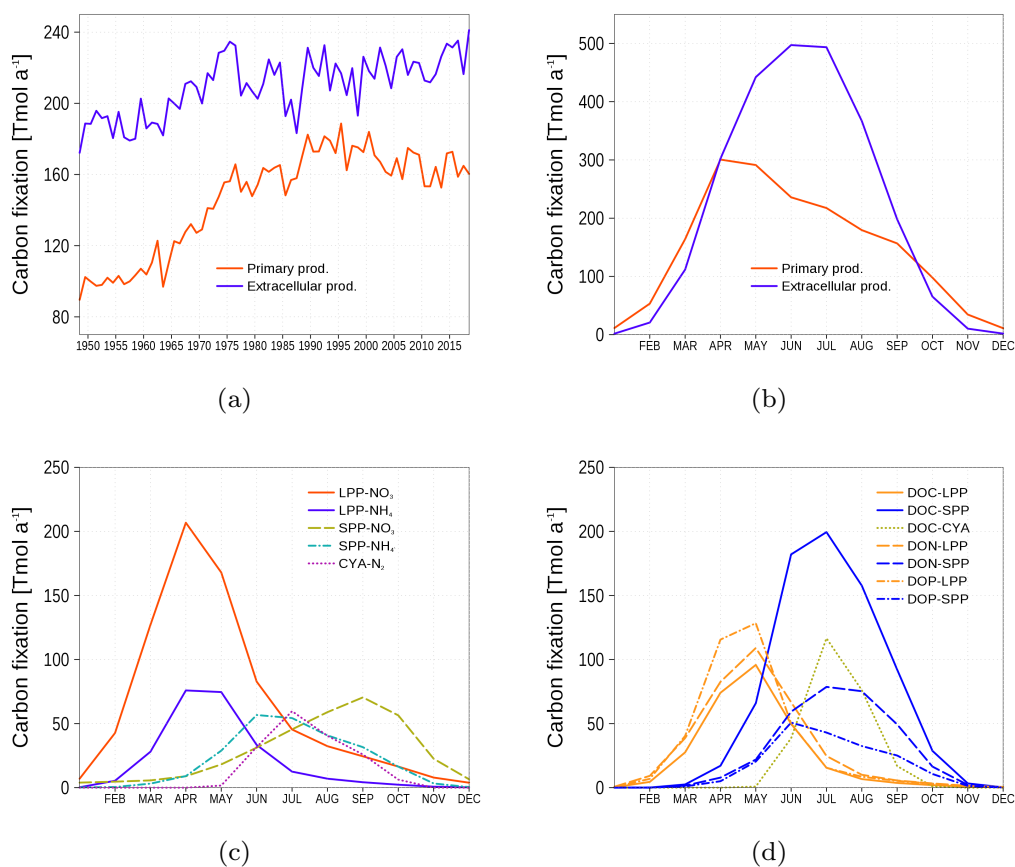 Carbon fixation [Tmol a⁻¹]
240
200
160
120
80
Primary prod.
Extracellular prod.
1950 1955 1960 1965 1970 1975 1980 1985 1990 1995 2000 2005 2010 2015
(a)
Carbon fixation [Tmol a⁻¹]
500
400
300
200
100
0
Primary prod.
Extracellular prod.
FEB MAR APR MAY JUN JUL AUG SEP OCT NOV DEC
(b)
Carbon fixation [Tmol a⁻¹]
250
200
150
100
50
0
LPP-NO₃
LPP-NH₄
SPP-NO₃
SPP-NH₄
CYA-N₂
FEB MAR APR MAY JUN JUL AUG SEP OCT NOV DEC
(c)
Carbon fixation [Tmol a⁻¹]
250
200
150
100
50
0
DOC-LPP
DOC-SPP
DOC-CYA
DON-LPP
DON-SPP
DOP-LPP
DOP-SPP
FEB MAR APR MAY JUN JUL AUG SEP OCT NOV DEC
(d)